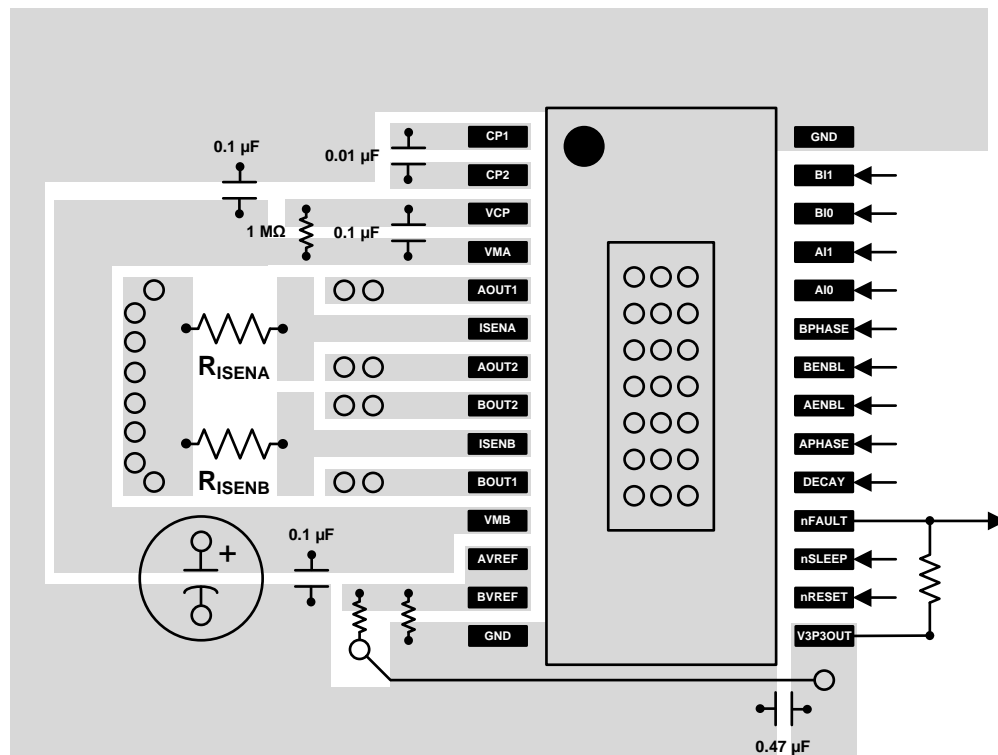 CP1
GND
0.1 µF
0.01 µF
CP2
BI1
VCP
BI0
1 MΩ
0.1 µF
VMA
AI1
AOUT1
AI0
ISENA
BPHASE
RISENA
AOUT2
BENBL
BOUT2
AENBL
ISENB
APHASE
RISENB
BOUT1
DECAY
VMB
nFAULT
0.1 µF
+
AVREF
nSLEEP
BVREF
nRESET
GND
V3P3OUT
0.47 µF